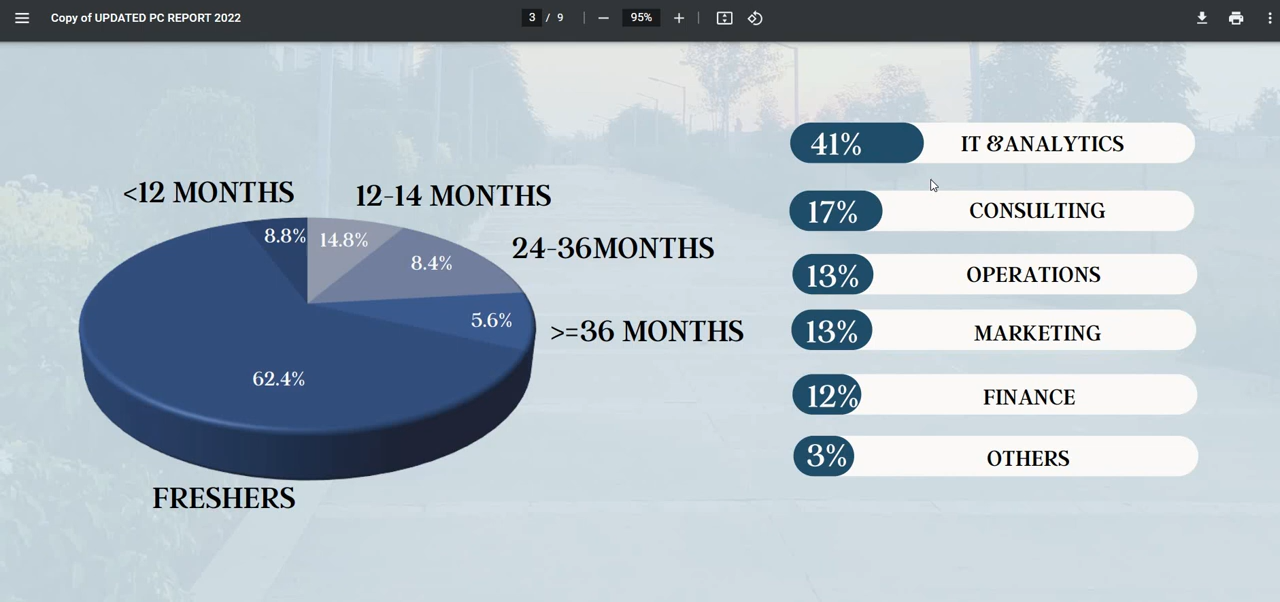 Copy of UPDATED PC REPORT 2022
3 / 9
95%
<12 MONTHS
12-14 MONTHS
24-36MONTHS
>=36 MONTHS
8.8%
14.8%
8.4%
5.6%
62.4%
FRESHERS
41% IT &ANALYTICS
17% CONSULTING
13% OPERATIONS
13% MARKETING
12% FINANCE
3% OTHERS